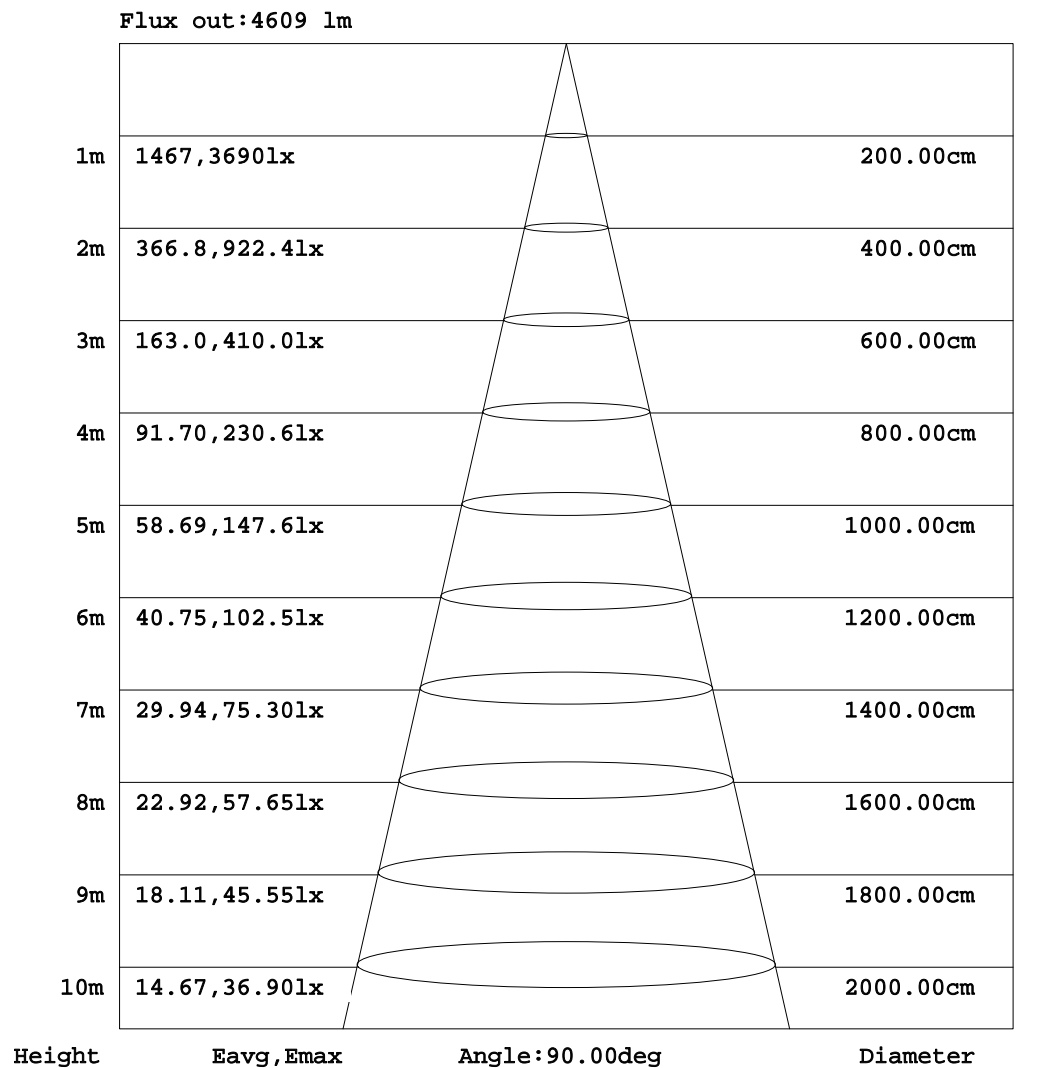 Flux out:4609 lm
1m 1467,3690lx 200.00cm
2m 366.8,922.4lx 400.00cm
3m 163.0,410.0lx 600.00cm
4m 91.70,230.6lx 800.00cm
5m 58.69,147.6lx 1000.00cm
6m 40.75,102.5lx 1200.00cm
7m 29.94,75.30lx 1400.00cm
8m 22.92,57.65lx 1600.00cm
9m 18.11,45.55lx 1800.00cm
10m 14.67,36.90lx 2000.00cm
Height Eavg,Emax Angle:90.00deg Diameter